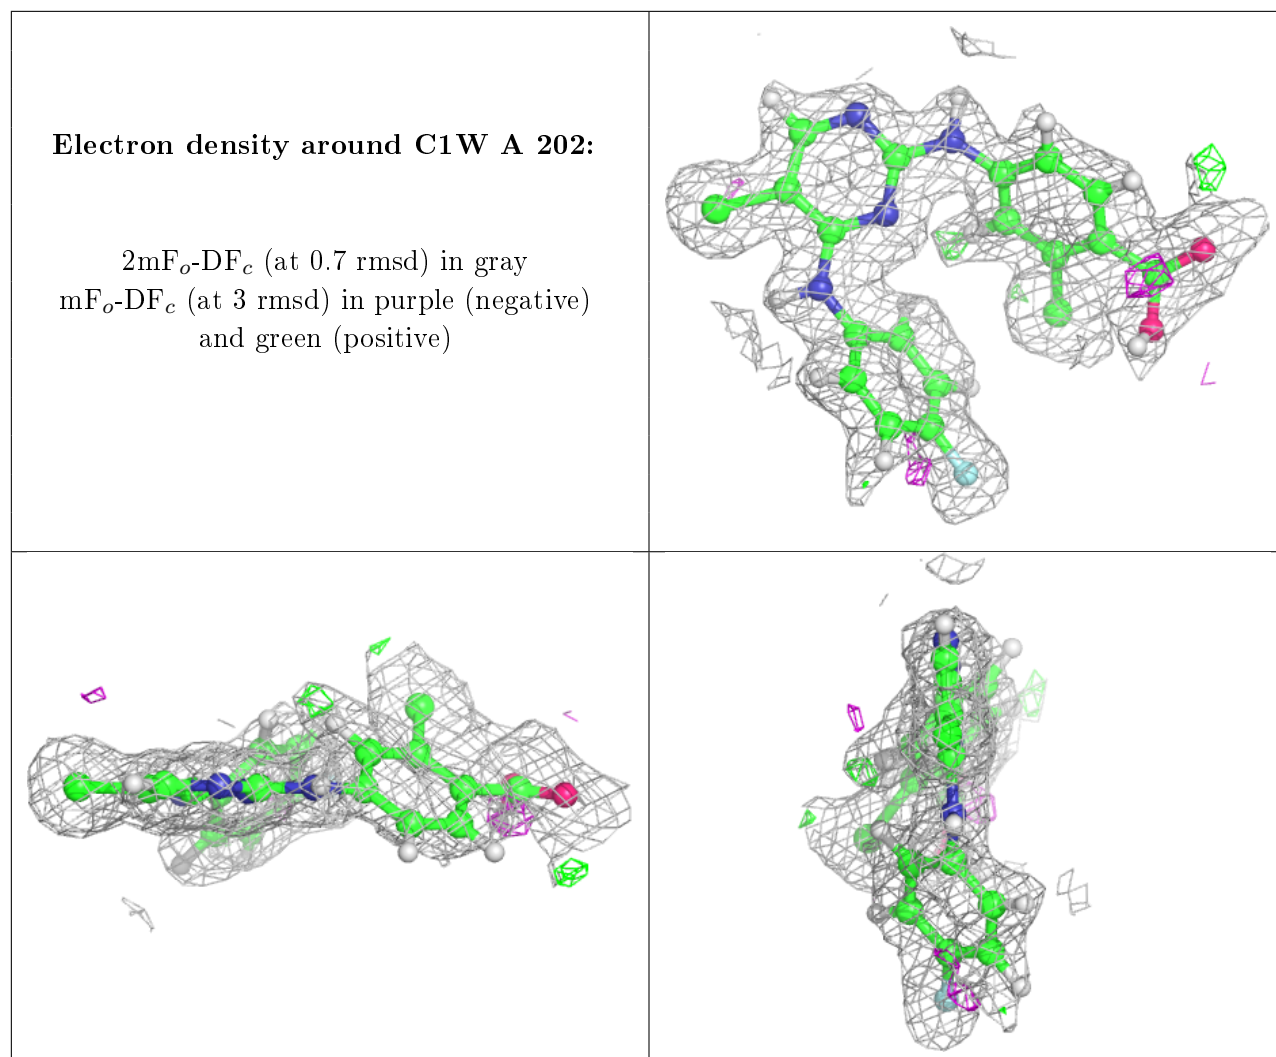 Electron density around C1W A 202:
2mFo-DFc (at 0.7 rmsd) in gray
mFo-DFc (at 3 rmsd) in purple (negative)
and green (positive)